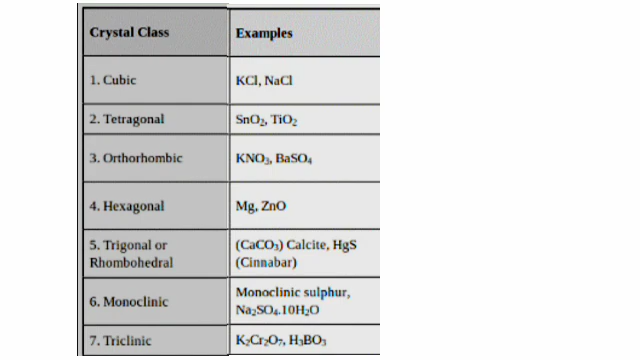 Crystal Class Examples
1. Cubic KCl, NaCl
2. Tetragonal SnO₂, TiO₂
3. Orthorhombic KNO₃, BaSO₄
4. Hexagonal Mg, ZnO
5. Trigonal or (CaCO₃) Calcite, HgS
Rhombohedral (Cinnabar)
6. Monoclinic Monoclinic sulphur,
Na₂SO₄.10H₂O
7. Triclinic K₂Cr₂O₇, H₃BO₃